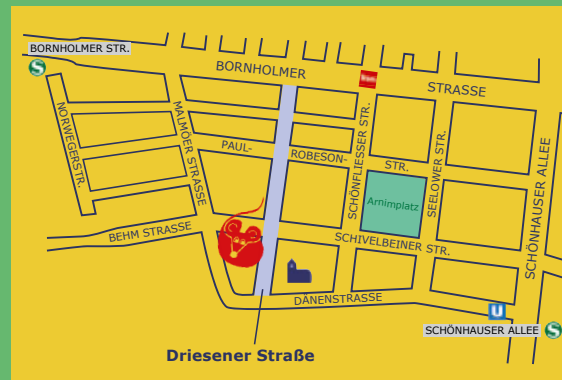 BORNHOLMER STR.
S
BORNHOLMER
STRASSE
NORWEGERSTR.
MALMÖER STRASSE
PAUL-
ROBESON-
STR.
SCHÖNFLIESSER STR.
SEELOWER STR.
SCHÖNHAUSER ALLEE
Arnimplatz
BEHM STRASSE
SCHIVELBEINER STR.
DÄNENSTRASSE
U
SCHÖNHAUSER ALLEE
S
Driesener Straße